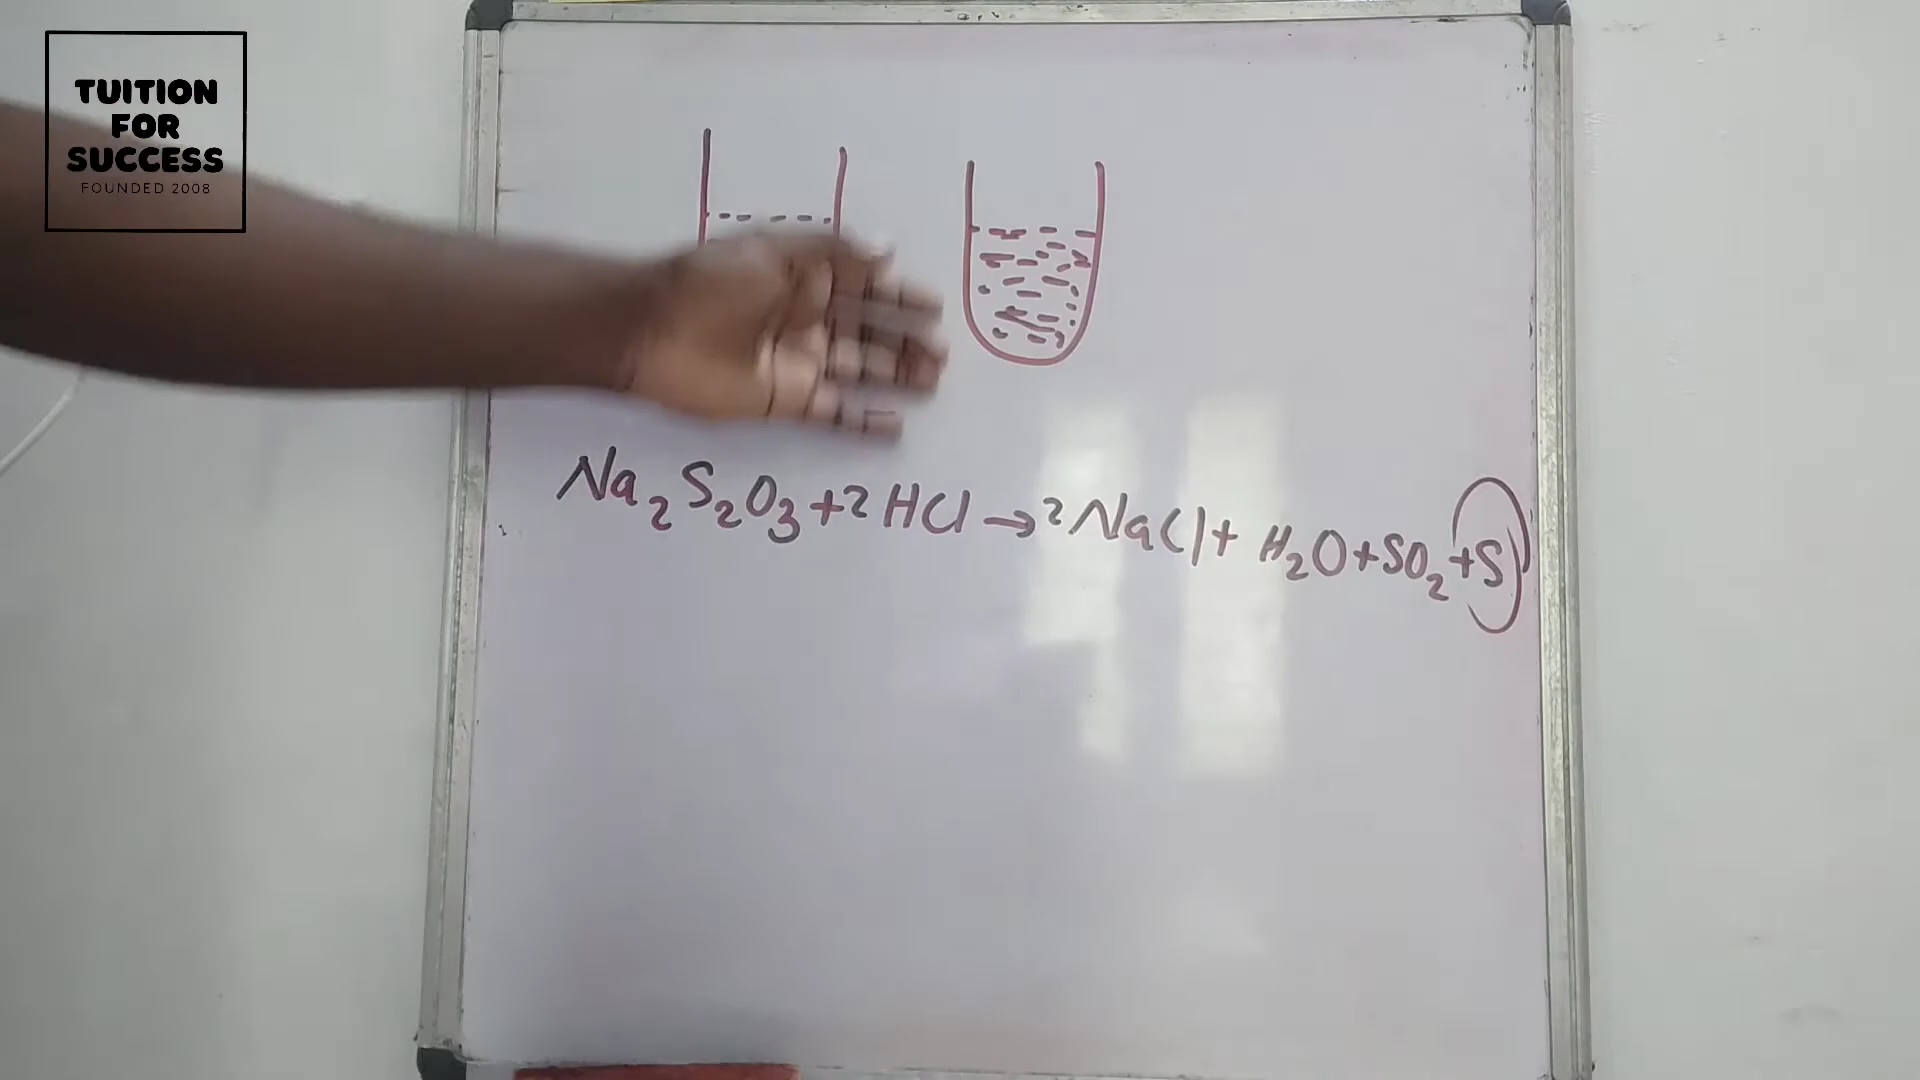 TUITION
FOR
SUCCESS
FOUNDED 2008
Na₂S₂O₃+2HCl→2NaCl+H₂O+SO₂+S